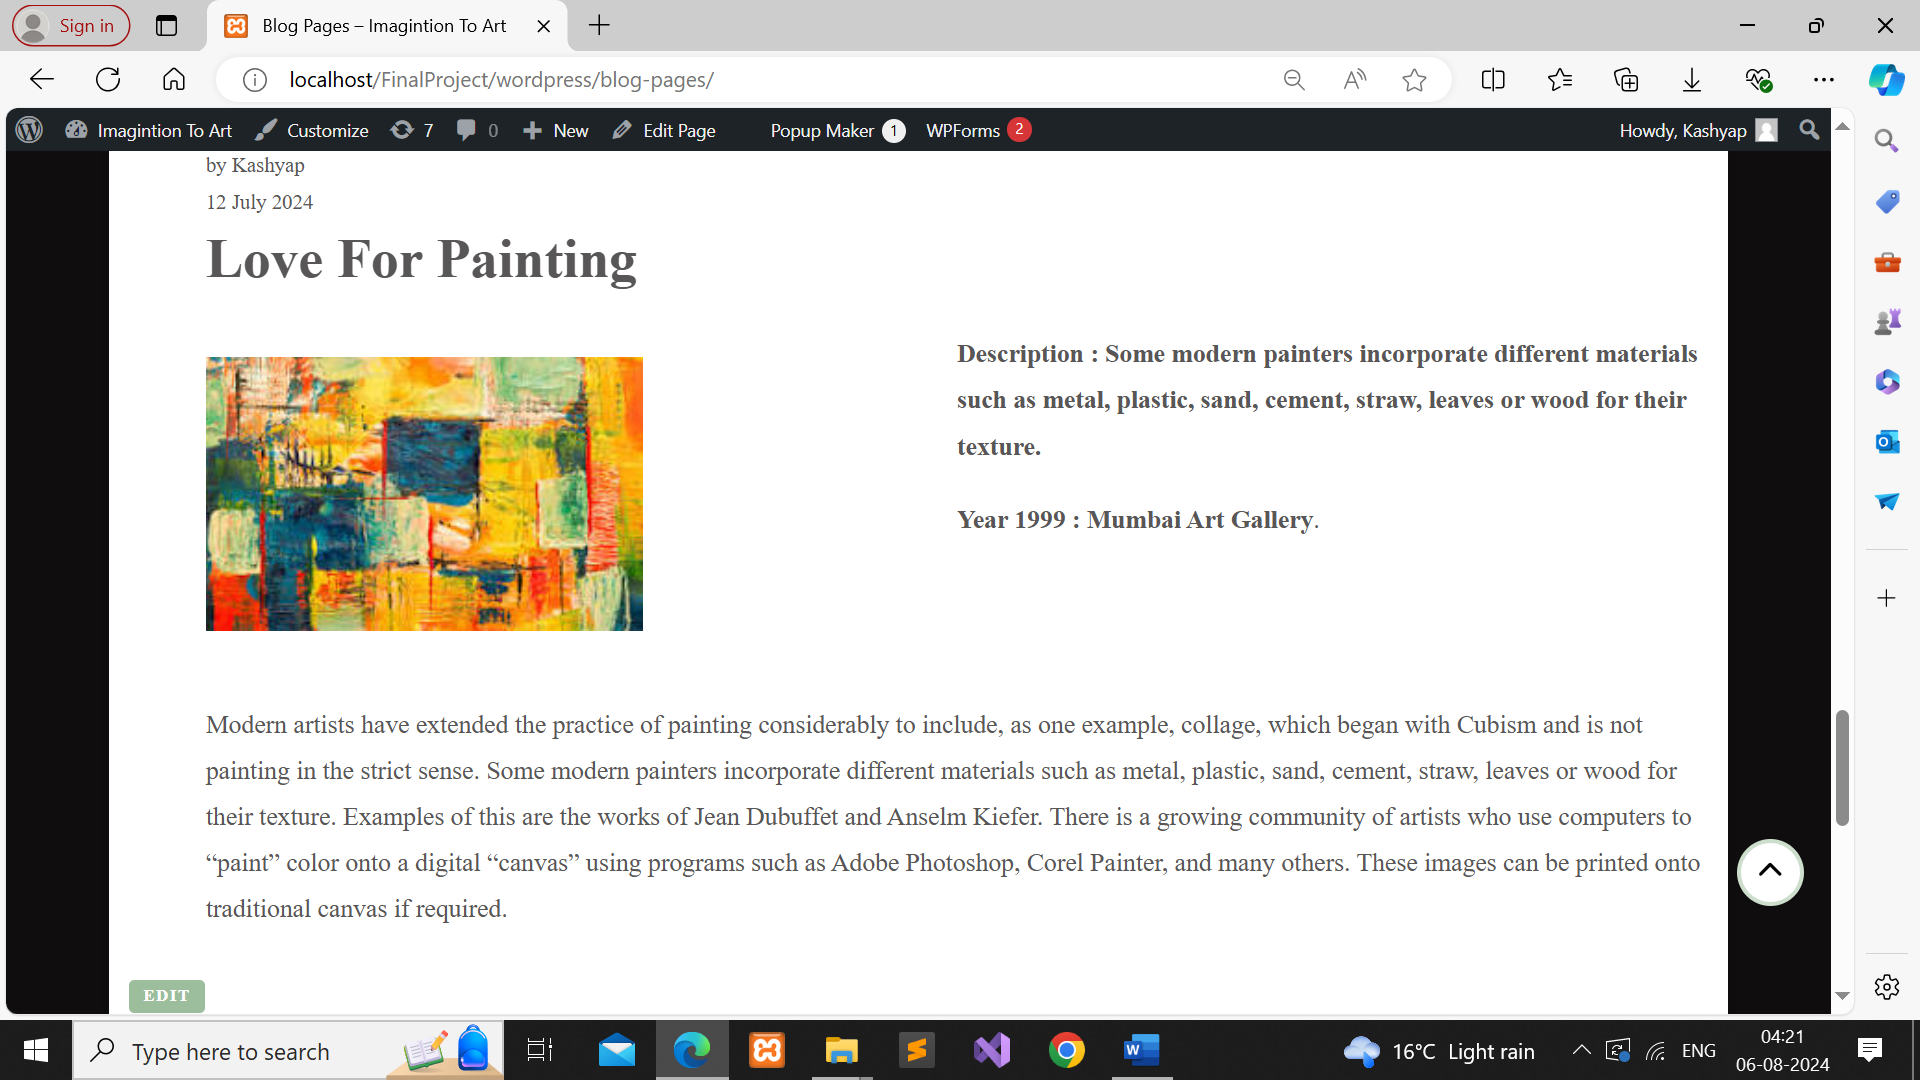 Sign in
Blog Pages – Imagintion To Art
localhost/FinalProject/wordpress/blog-pages/
Imagintion To Art Customize 7 0 New Edit Page Popup Maker 1 WPForms 2 Howdy, Kashyap
by Kashyap
12 July 2024
Love For Painting
Description : Some modern painters incorporate different materials
such as metal, plastic, sand, cement, straw, leaves or wood for their
texture.
Year 1999 : Mumbai Art Gallery.
Modern artists have extended the practice of painting considerably to include, as one example, collage, which began with Cubism and is not
painting in the strict sense. Some modern painters incorporate different materials such as metal, plastic, sand, cement, straw, leaves or wood for
their texture. Examples of this are the works of Jean Dubuffet and Anselm Kiefer. There is a growing community of artists who use computers to
“paint” color onto a digital “canvas” using programs such as Adobe Photoshop, Corel Painter, and many others. These images can be printed onto
traditional canvas if required.
EDIT
Type here to search
16°C Light rain
ENG
04:21
06-08-2024